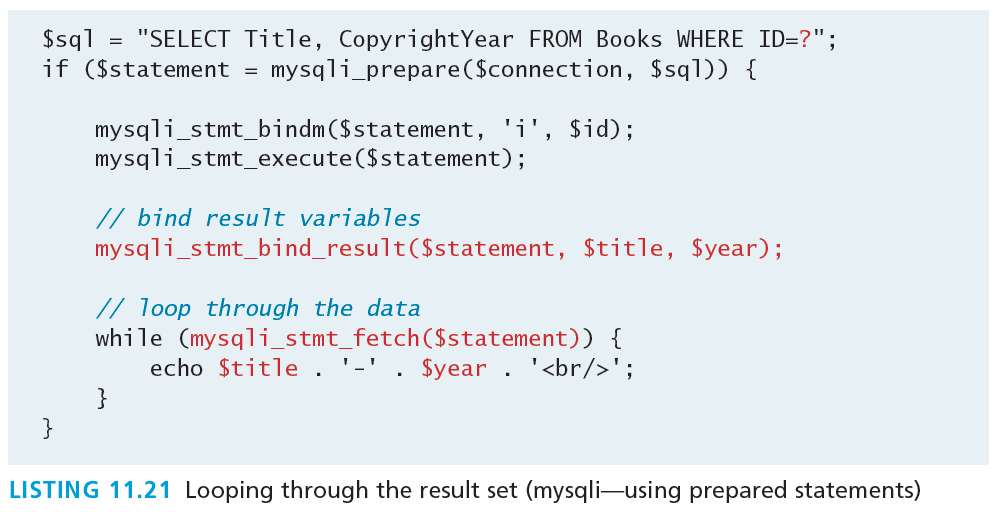 $sql = "SELECT Title, CopyrightYear FROM Books WHERE ID=?";
if ($statement = mysqli_prepare($connection, $sql)) {
mysqli_stmt_bindm($statement, 'i', $id);
mysqli_stmt_execute($statement);
// bind result variables
mysqli_stmt_bind_result($statement, $title, $year);
// loop through the data
while (mysqli_stmt_fetch($statement)) {
echo $title . '-' . $year . '<br/>';
}
}
LISTING 11.21 Looping through the result set (mysqli—using prepared statements)